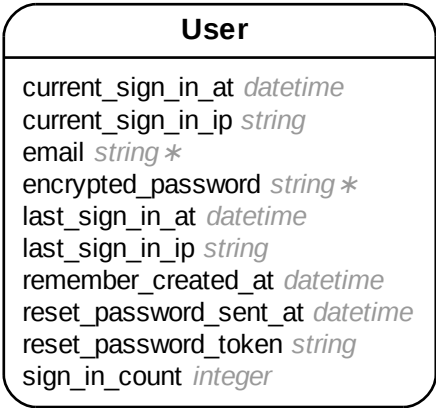 User
current_sign_in_at datetime
current_sign_in_ip string
email string ∗
encrypted_password string ∗
last_sign_in_at datetime
last_sign_in_ip string
remember_created_at datetime
reset_password_sent_at datetime
reset_password_token string
sign_in_count integer